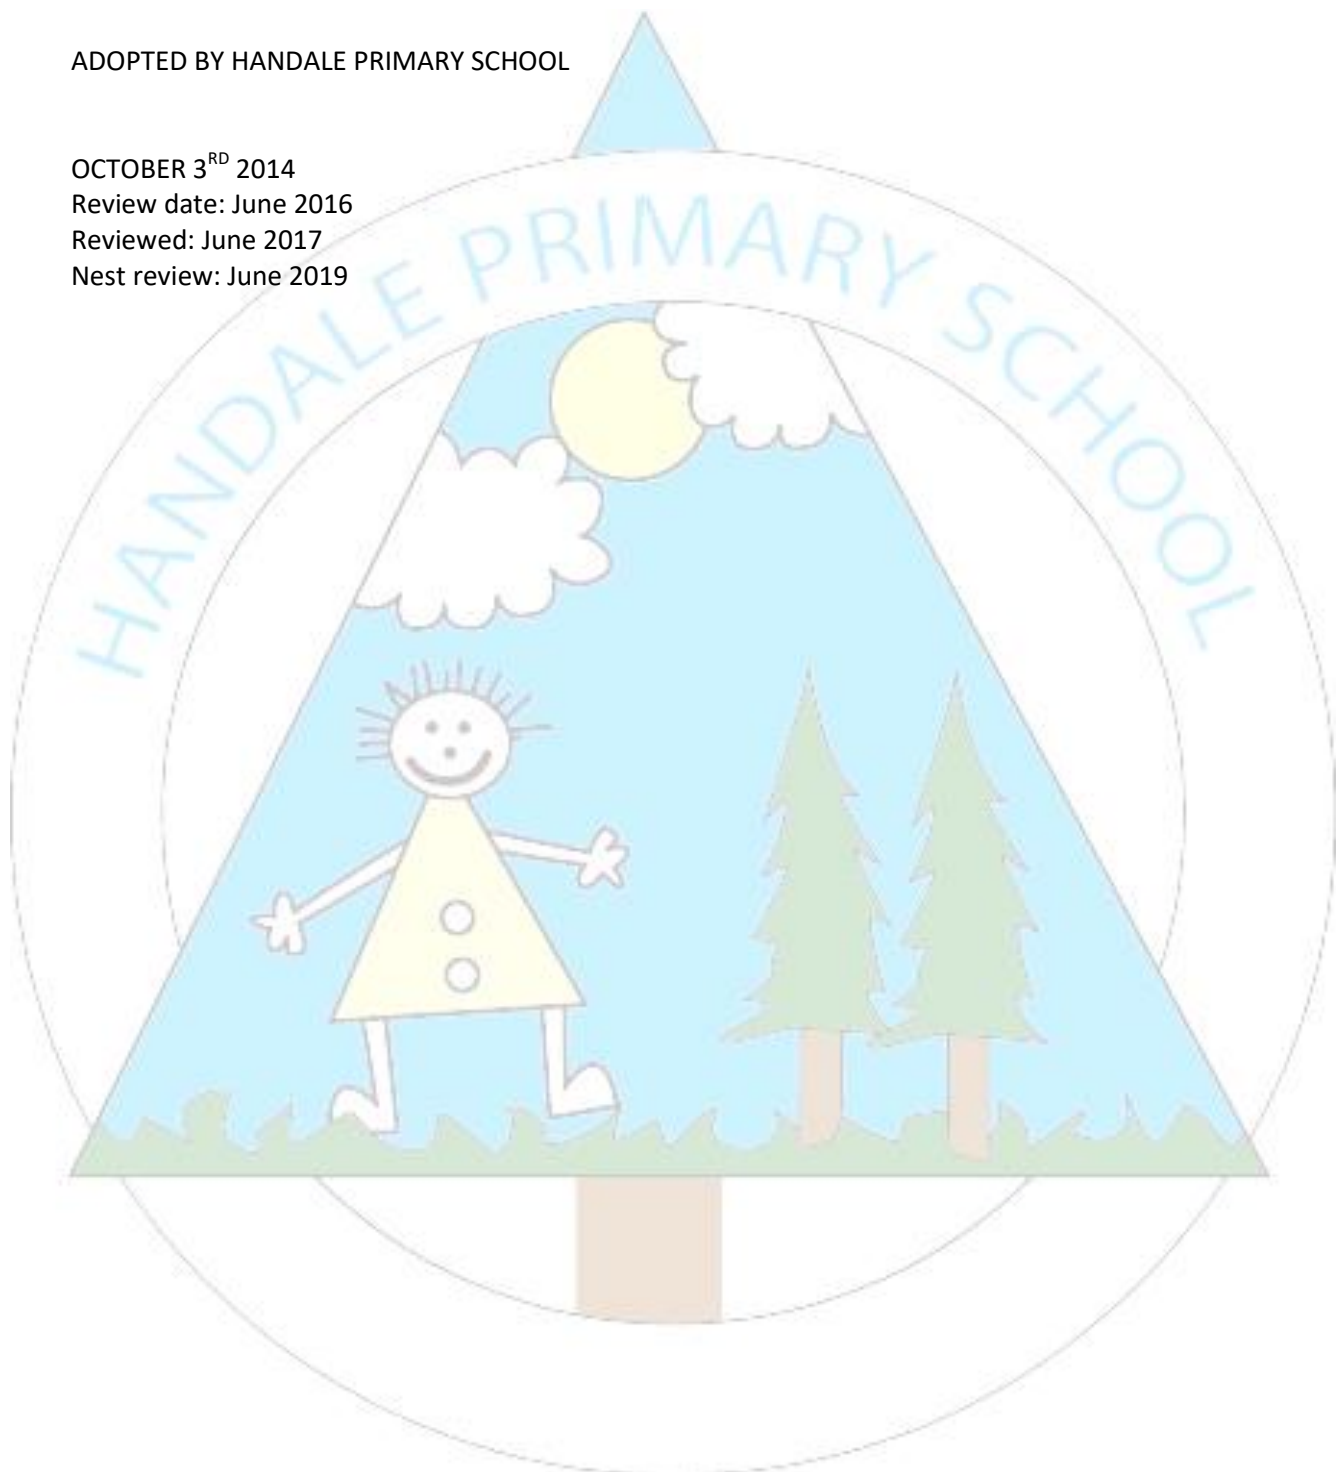 ADOPTED BY HANDALE PRIMARY SCHOOL
OCTOBER 3RD 2014
Review date: June 2016
Reviewed: June 2017
Nest review: June 2019
HANDALE PRIMARY SCHOOL